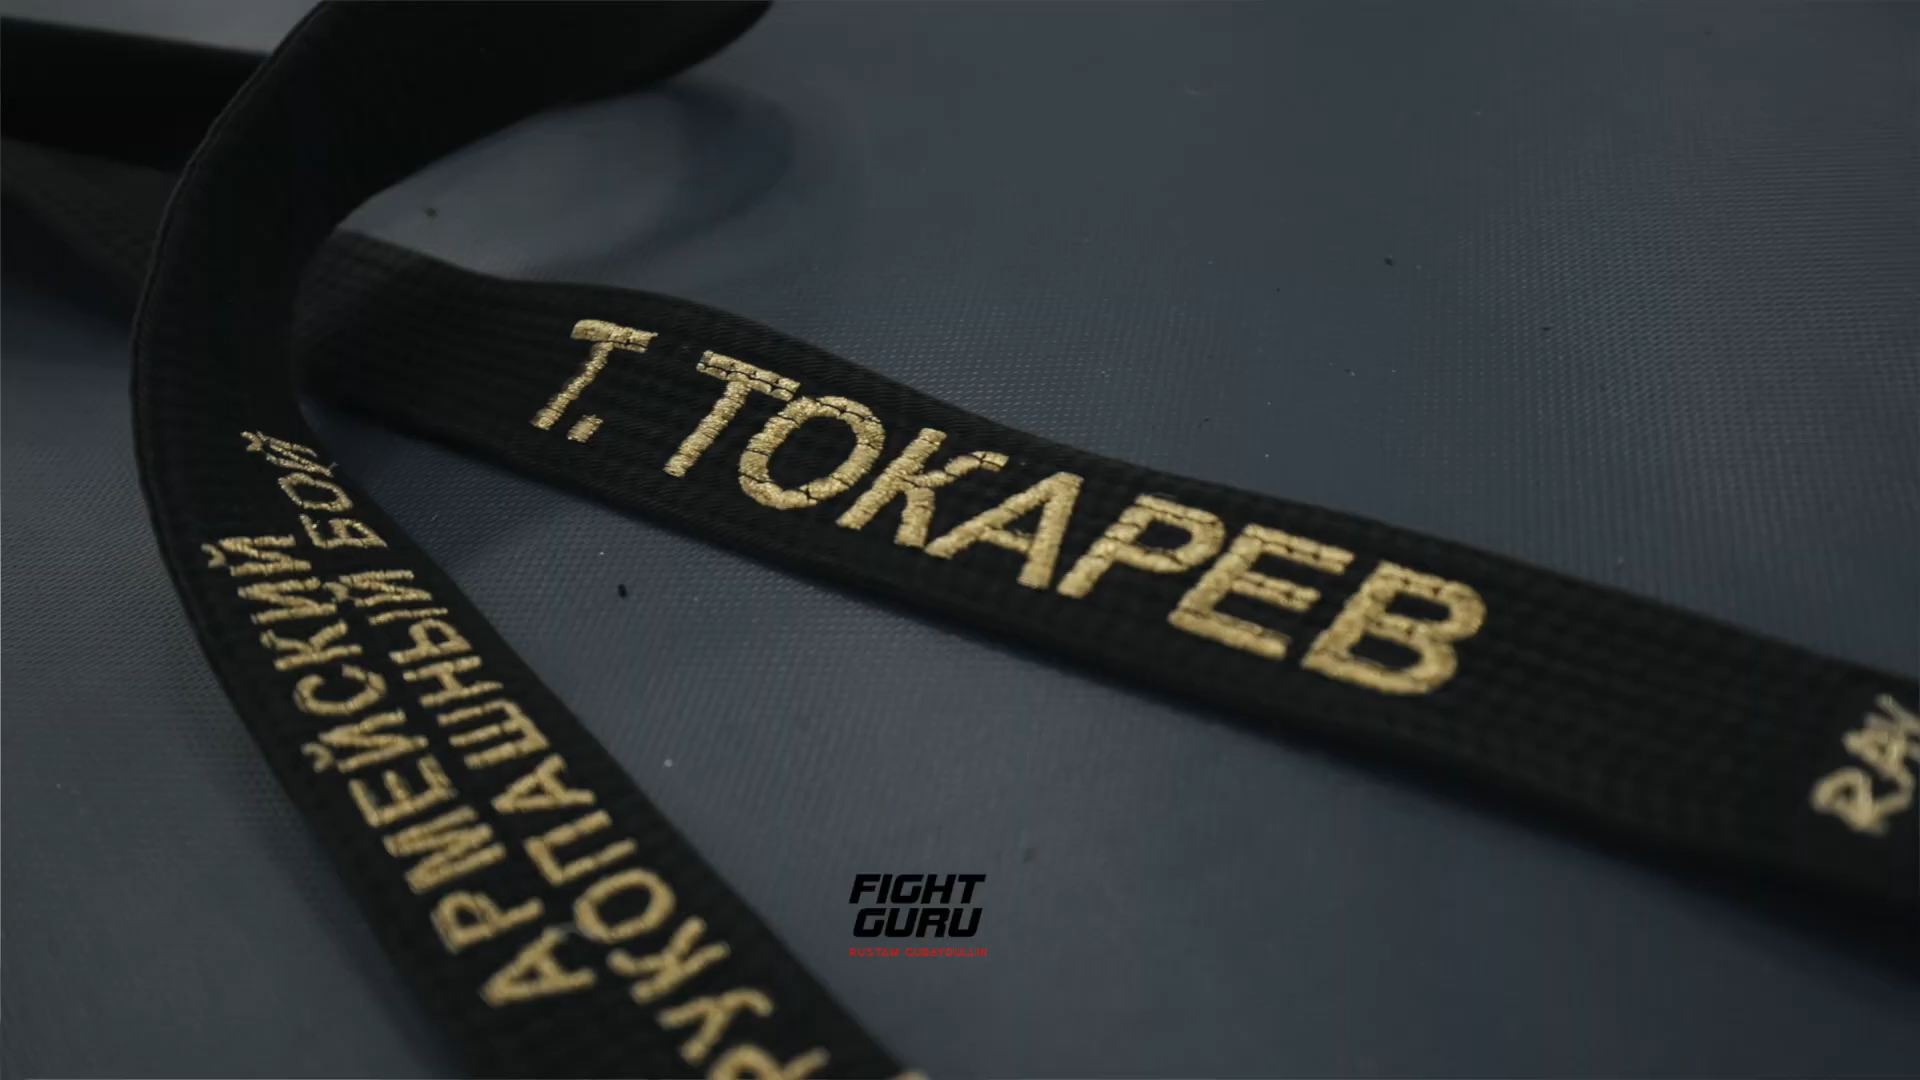 Т. ТОКАРЕВ
АРМЕЙСКИЙ
РУКОПАШНЫЙ БОЙ
FIGHT
GURU
RUSTAM GUBAYDULLIN